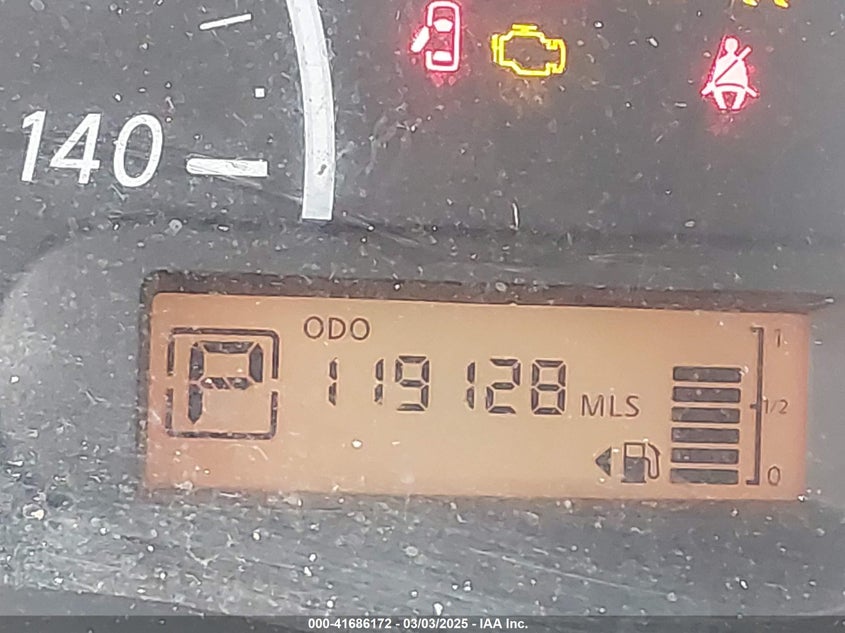 140
ODO
P
119128 MLS
1
1/2
0
000-41686172 - 03/03/2025 - IAA Inc.